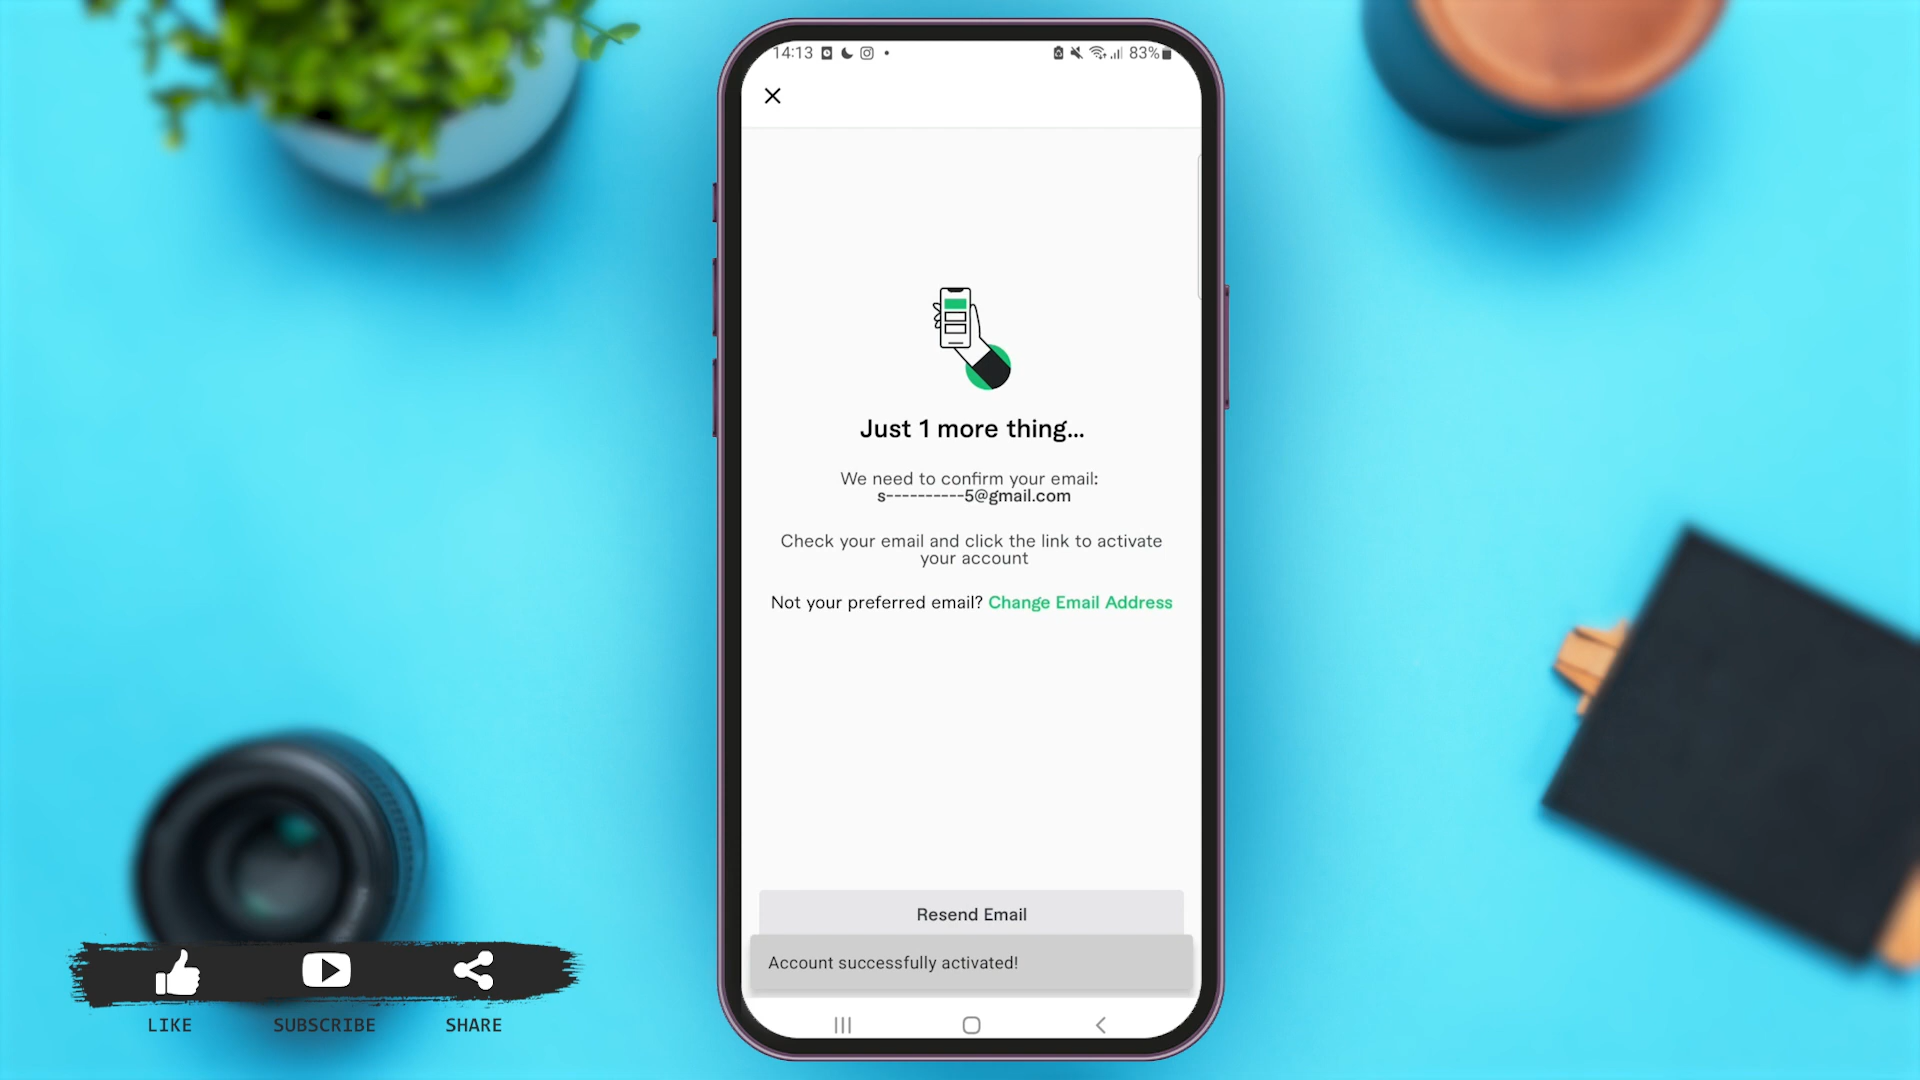 14:13
83%
Just 1 more thing...
We need to confirm your email:
s----------5@gmail.com
Check your email and click the link to activate
your account
Not your preferred email? Change Email Address
Resend Email
Account successfully activated!
LIKE SUBSCRIBE SHARE